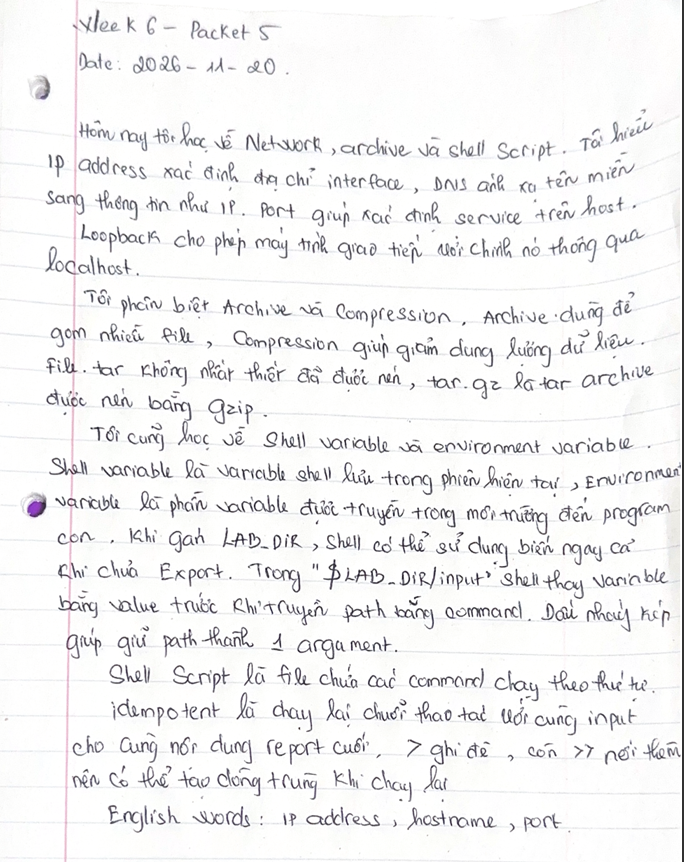 Week 6 - Packet 5
Date: 2026-11-20.
Hôm nay tôi học về Network, archive và shell Script. Tôi hiểu
IP address xác định địa chỉ interface, DNS ánh xạ tên miền
sang thông tin như IP. Port giúp xác định service trên host.
Loopback cho phép máy tính giao tiếp với chính nó thông qua
localhost.
Tôi phân biệt Archive và Compression. Archive dùng để
gom nhiều file, Compression giúp giảm dung lượng dữ liệu.
File.tar không nhất thiết đã được nén, tar.gz là tar archive
được nén bằng gzip.
Tôi cũng học về Shell variable và environment variable.
Shell variable là variable shell lưu trong phiên hiện tại, Environment
variable là phần variable được truyền trong môi trường đến program
con. Khi gán LAB_DIR, Shell có thể sử dụng biến ngay cả
khi chưa Export. Trong "$LAB_DIR/input" Shell thay variable
bằng value trước khi truyền path bằng command. Dấu nháy kép
giúp giữ path thành 1 argament.
Shell Script là file chứa các command chạy theo thứ tự.
idempotent là chạy lại chuỗi thao tác với cùng input
cho cùng nội dung report cuối. > ghi đè, còn >> nối thêm
nên có thể tạo dòng trùng khi chạy lại
English words: IP address, hostname, port.